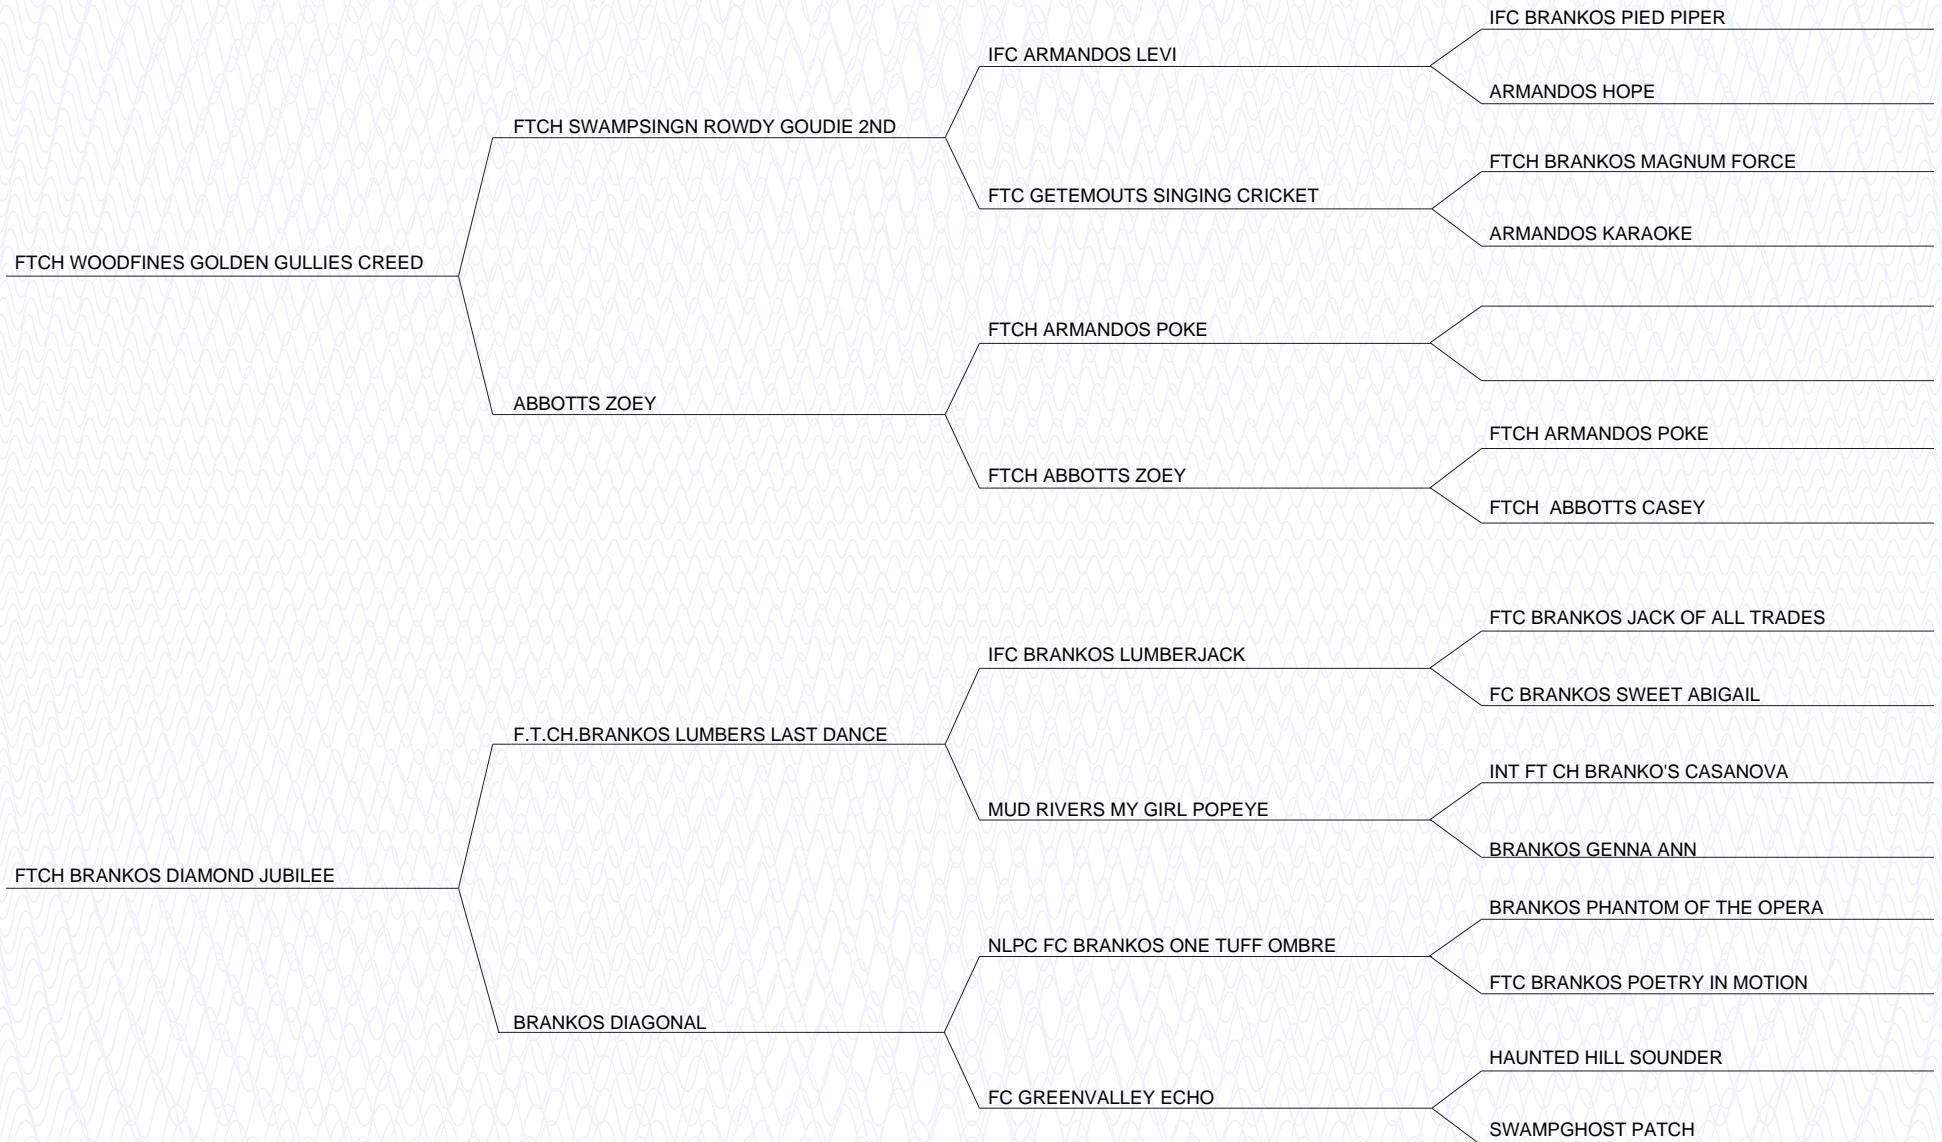 IFC BRANKOS PIED PIPER
IFC ARMANDOS LEVI
ARMANDOS HOPE
FTCH SWAMPSINGN ROWDY GOUDIE 2ND
FTCH BRANKOS MAGNUM FORCE
FTC GETEMOUTS SINGING CRICKET
ARMANDOS KARAOKE
FTCH WOODFINES GOLDEN GULLIES CREED
FTCH ARMANDOS POKE
ABBOTTS ZOEY
FTCH ARMANDOS POKE
FTCH ABBOTTS ZOEY
FTCH  ABBOTTS CASEY
FTC BRANKOS JACK OF ALL TRADES
IFC BRANKOS LUMBERJACK
FC BRANKOS SWEET ABIGAIL
F.T.CH.BRANKOS LUMBERS LAST DANCE
INT FT CH BRANKO'S CASANOVA
MUD RIVERS MY GIRL POPEYE
BRANKOS GENNA ANN
FTCH BRANKOS DIAMOND JUBILEE
BRANKOS PHANTOM OF THE OPERA
NLPC FC BRANKOS ONE TUFF OMBRE
FTC BRANKOS POETRY IN MOTION
BRANKOS DIAGONAL
HAUNTED HILL SOUNDER
FC GREENVALLEY ECHO
SWAMPGHOST PATCH